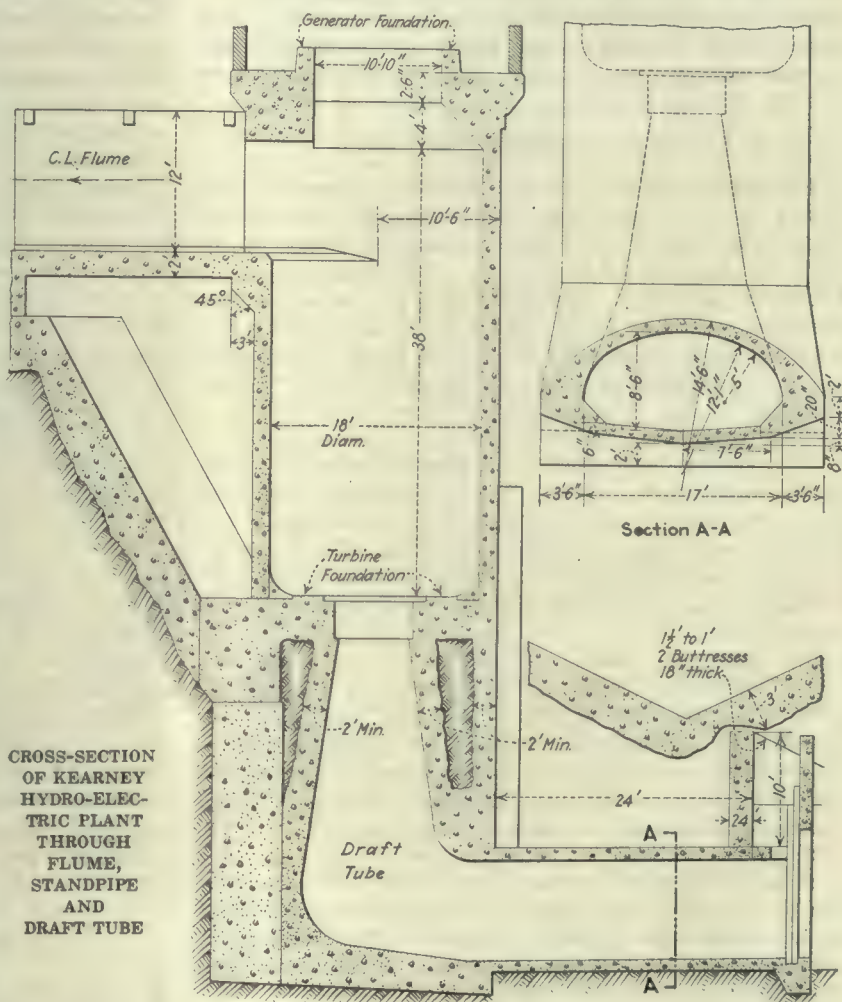 Generator Foundation
10'-10"
2'-6"
4'
C.L. Flume
12'
10'-6"
2'
45°
3'
38'
18'
Diam.
Turbine
Foundation
2' Min.
2' Min.
Draft
Tube
24'
24"
10'
3'
1½' to 1'
2 Buttresses
18" thick
A
A
8'-6"
14'-6"
12'-1"
5'
20"
2'
6"
2'
7'-6"
8"
3'-6"
17'
3'-6"
Section A-A
CROSS-SECTION
OF KEARNEY
HYDRO-ELEC-
TRIC PLANT
THROUGH
FLUME,
STANDPIPE
AND
DRAFT TUBE